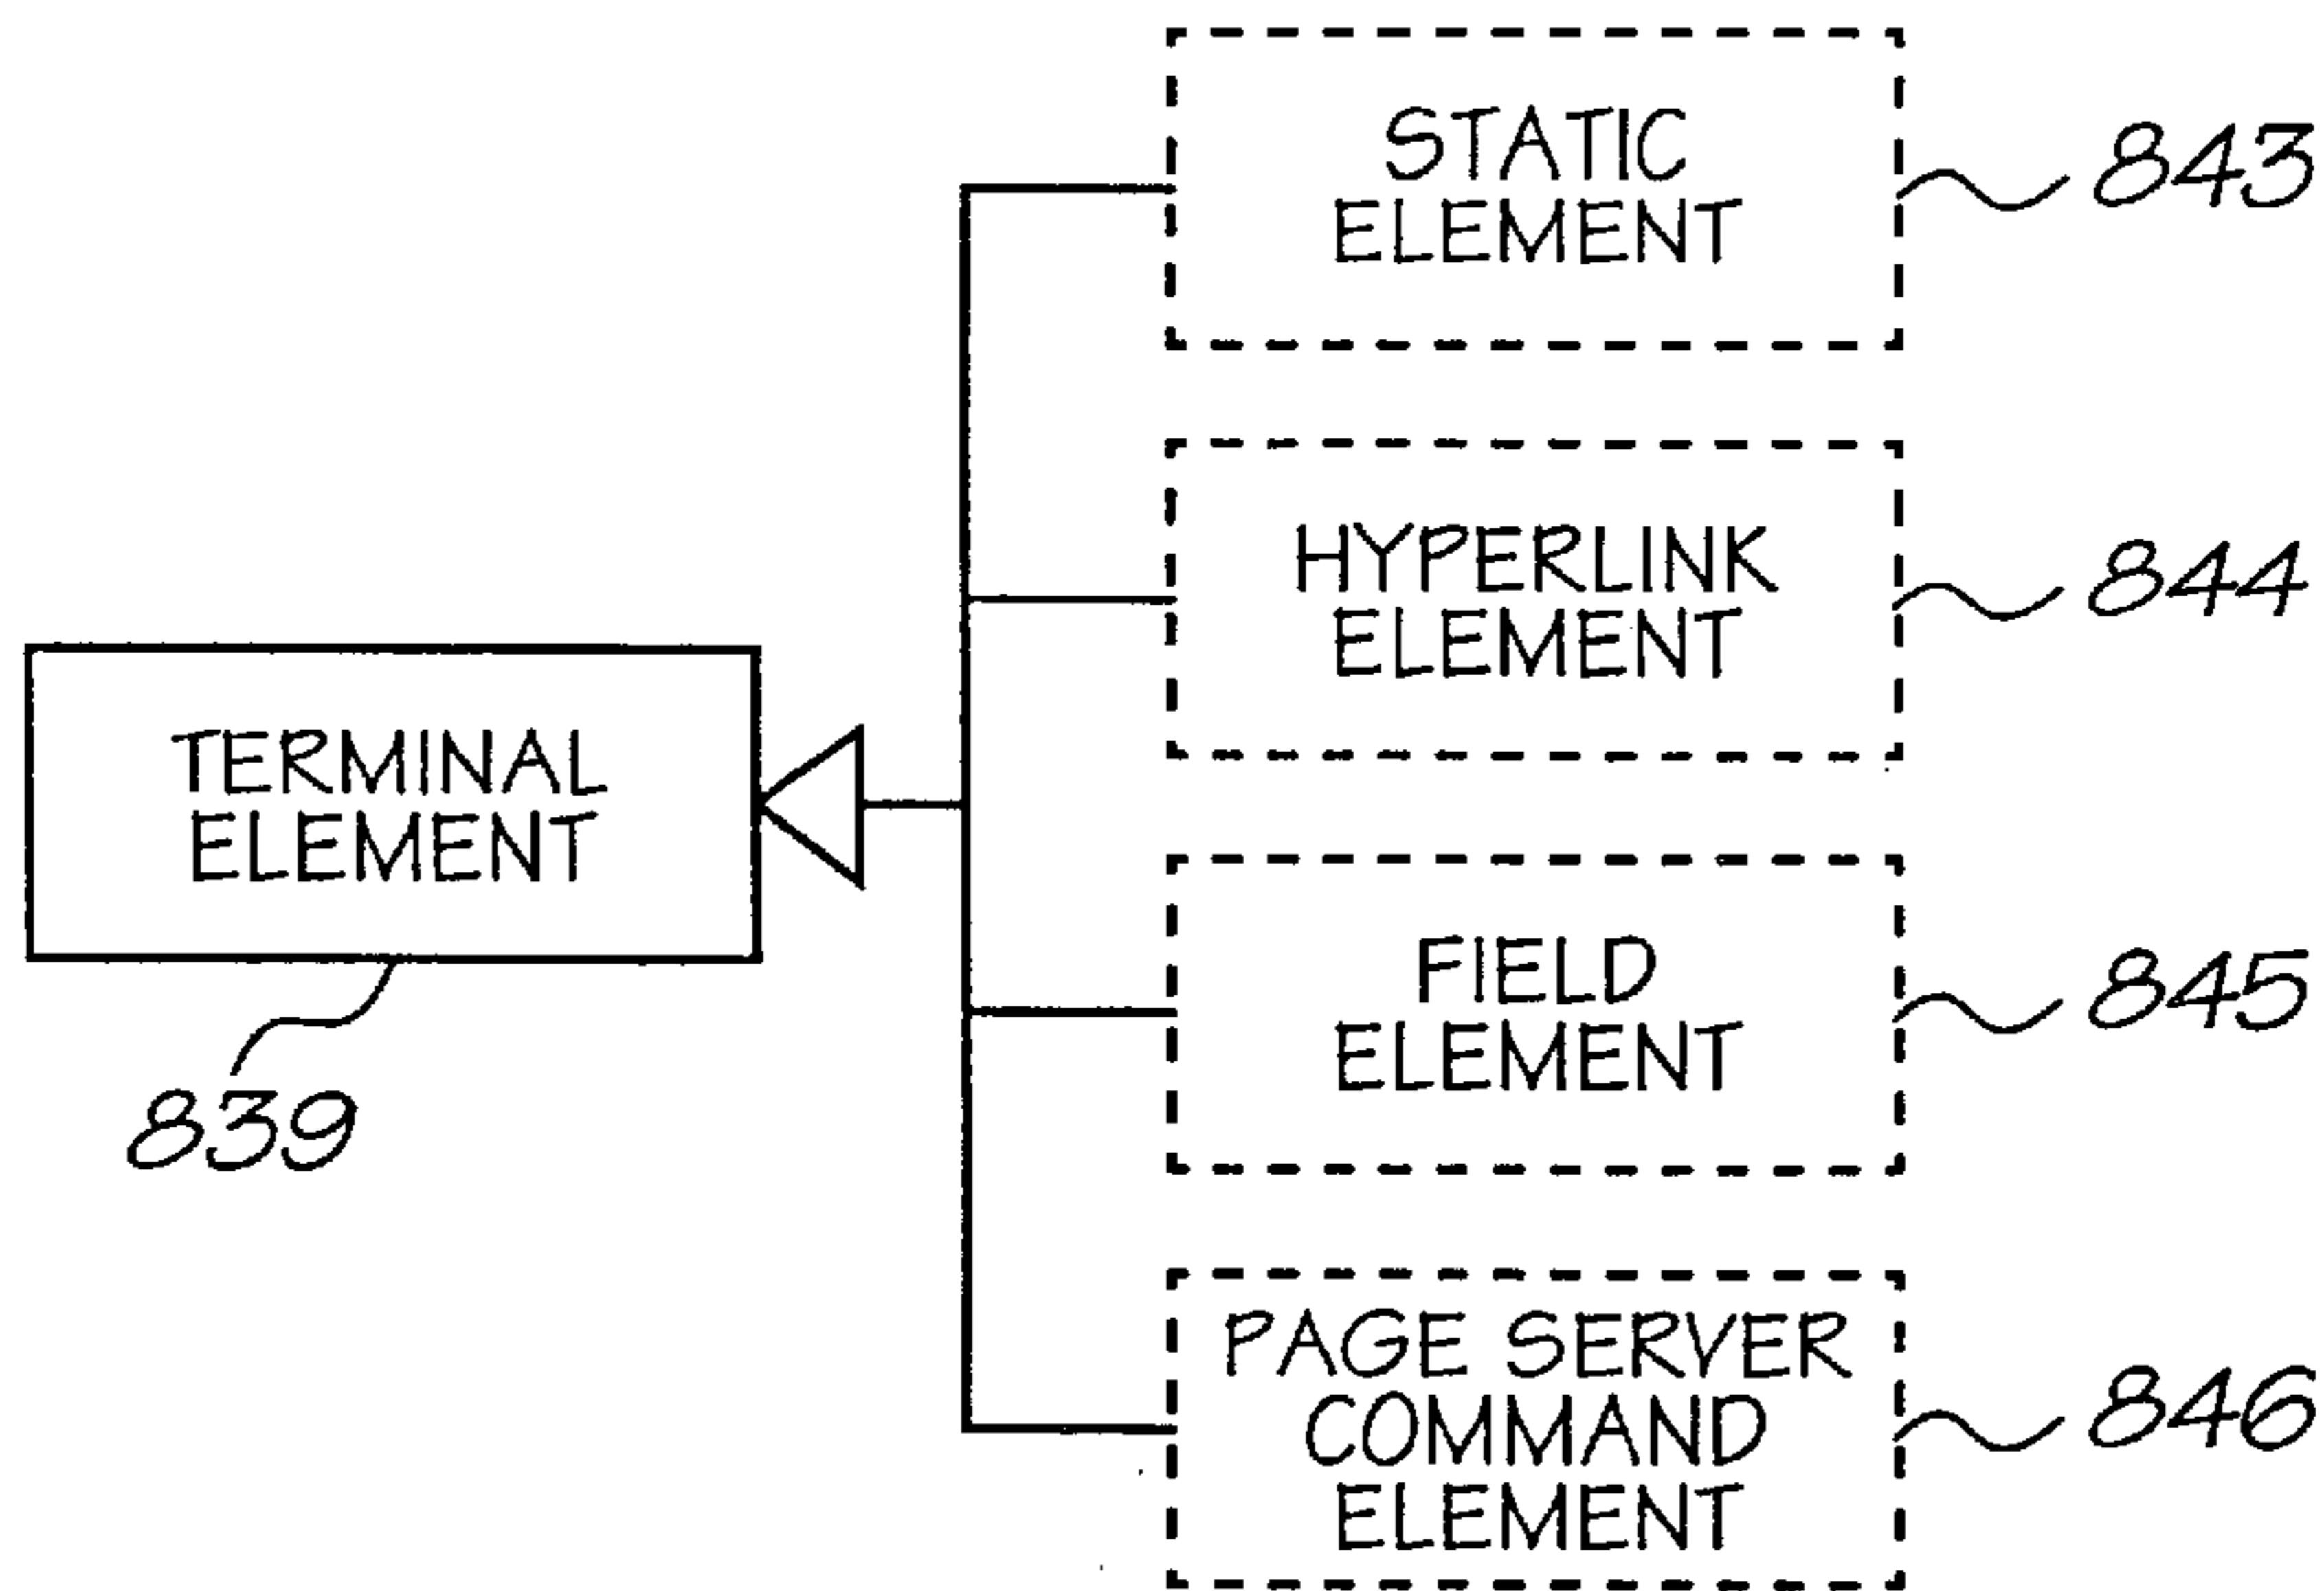 STATIC
ELEMENT
843
HYPERLINK
ELEMENT
844
TERMINAL
ELEMENT
839
FIELD
ELEMENT
845
PAGE SERVER
COMMAND
ELEMENT
846